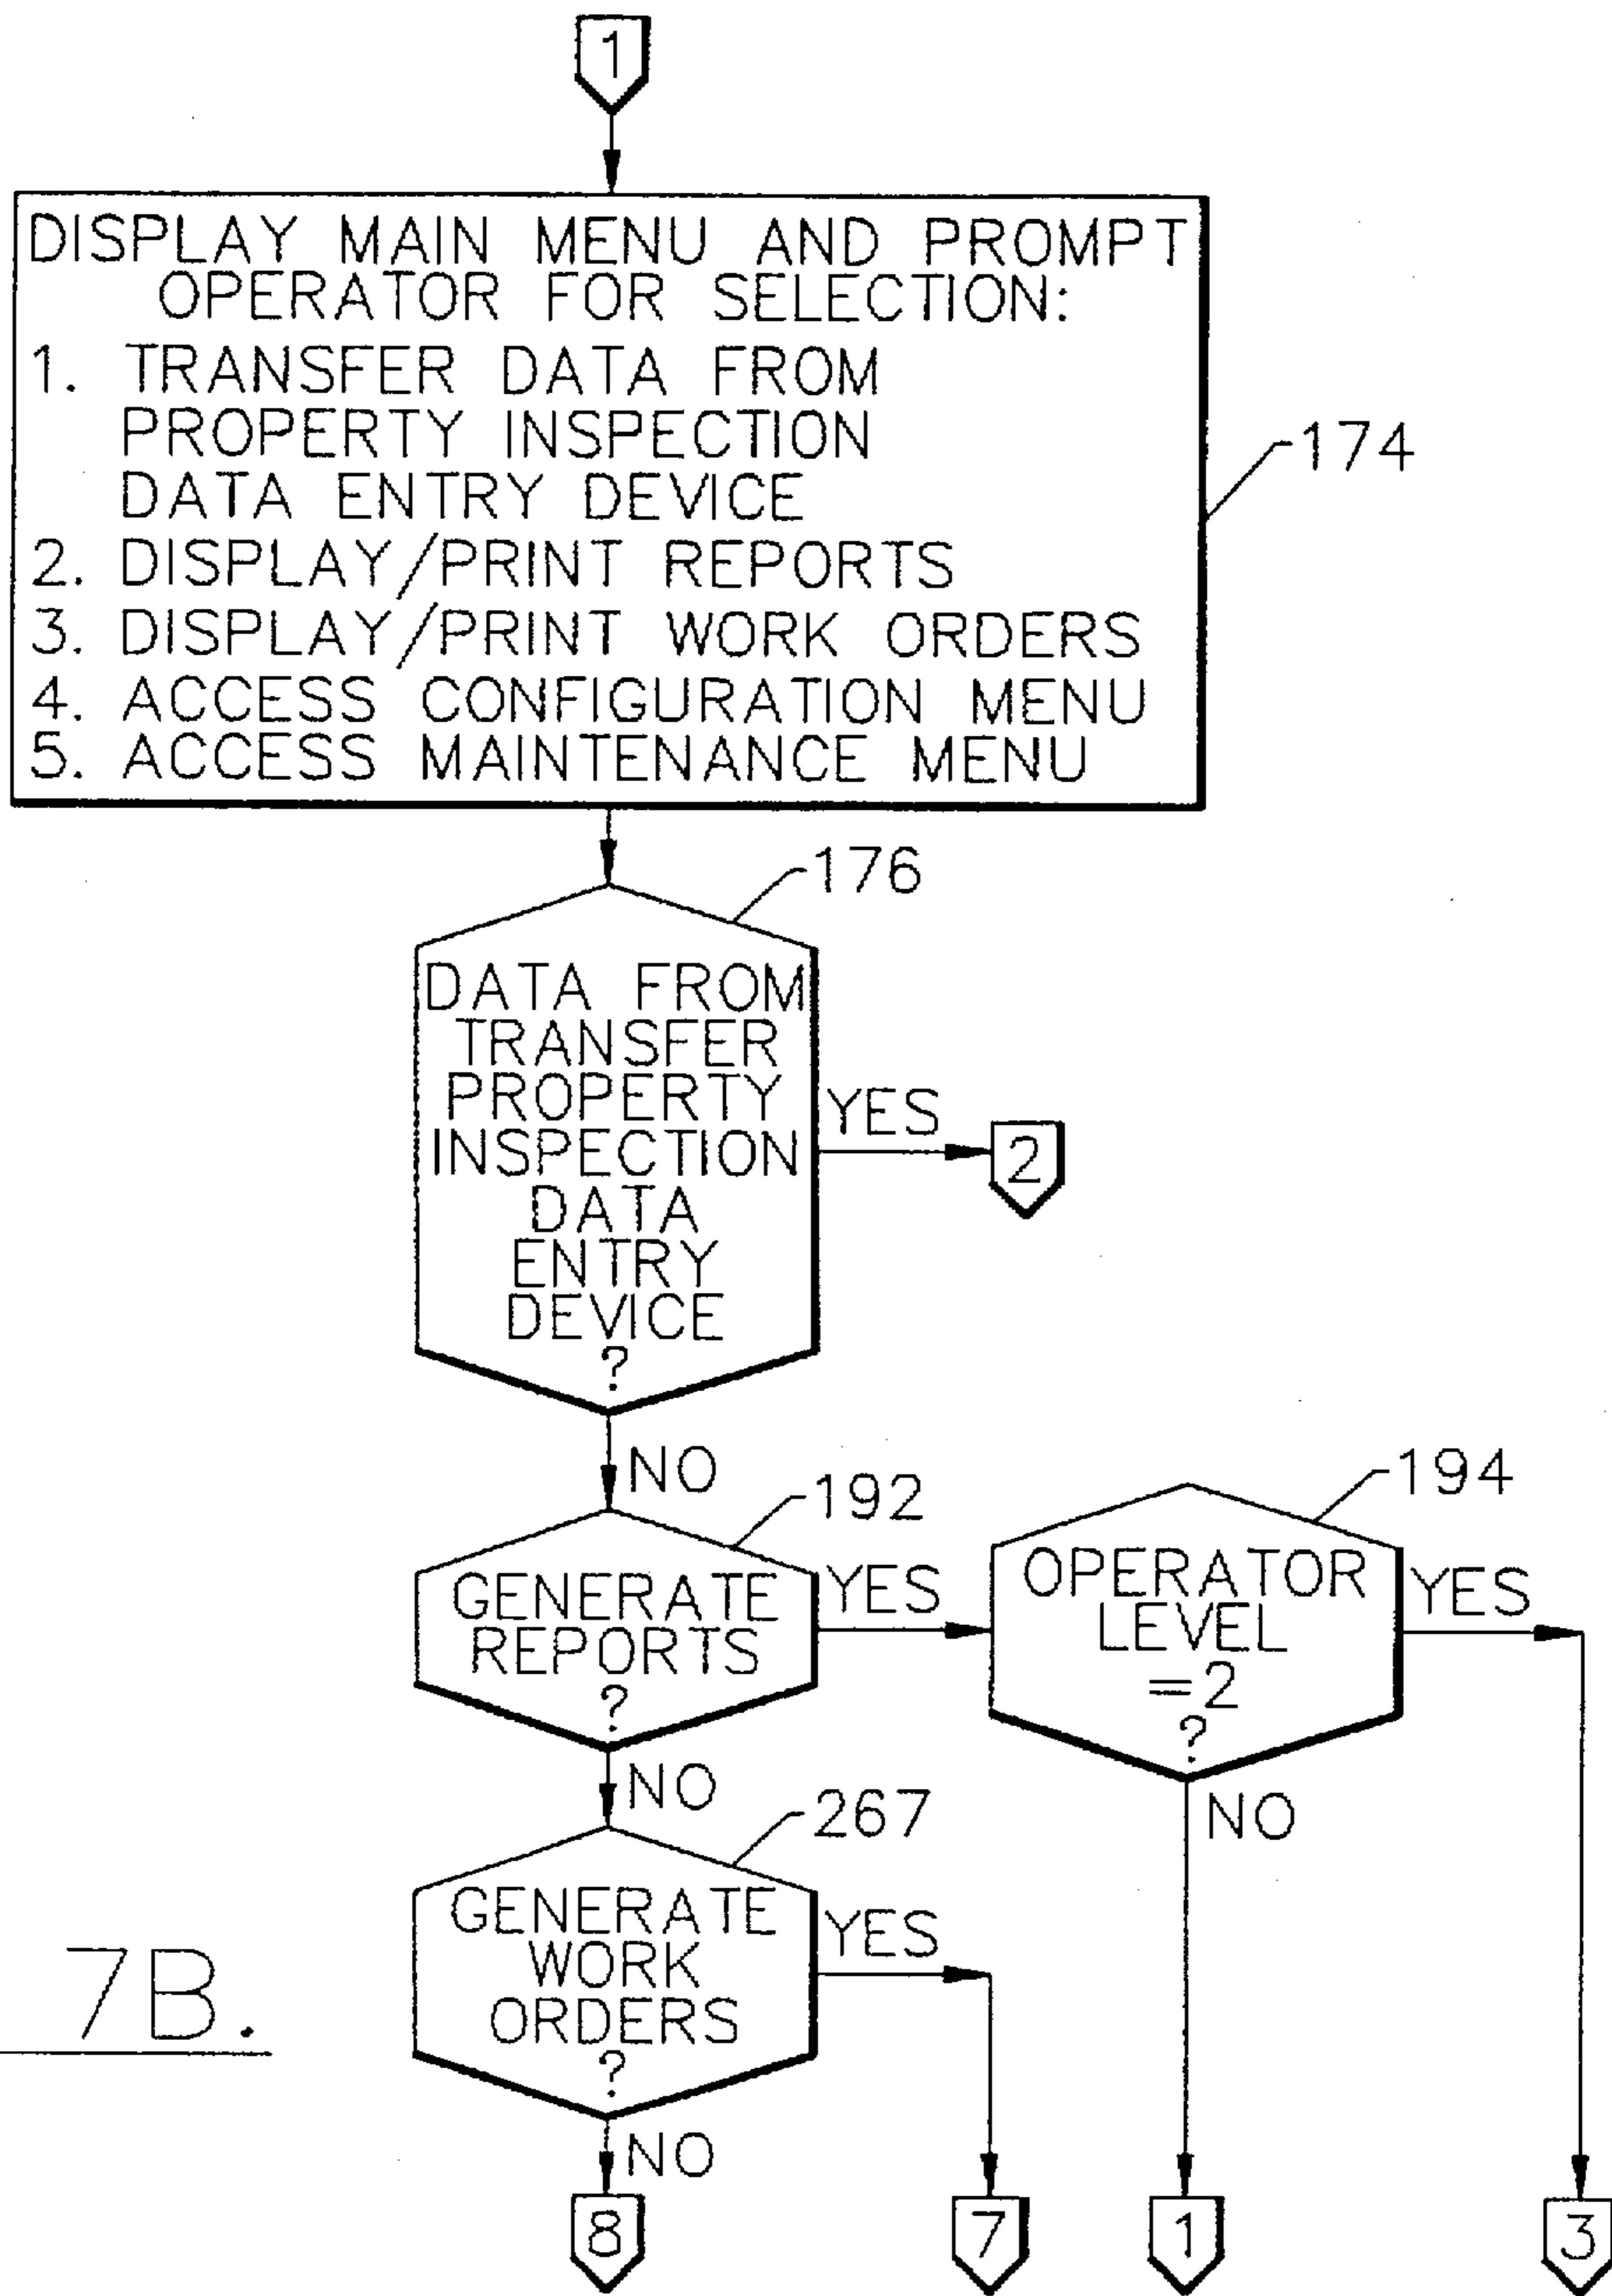 1
DISPLAY MAIN MENU AND PROMPT
OPERATOR FOR SELECTION:
1. TRANSFER DATA FROM
PROPERTY INSPECTION
DATA ENTRY DEVICE
2. DISPLAY/PRINT REPORTS
3. DISPLAY/PRINT WORK ORDERS
4. ACCESS CONFIGURATION MENU
5. ACCESS MAINTENANCE MENU
174
176
DATA FROM
TRANSFER
PROPERTY
INSPECTION
DATA
ENTRY
DEVICE
?
YES
2
NO
192
GENERATE
REPORTS
?
YES
194
OPERATOR
LEVEL
=2
?
YES
NO
NO
267
GENERATE
WORK
ORDERS
?
YES
NO
7B.
8
7
1
3